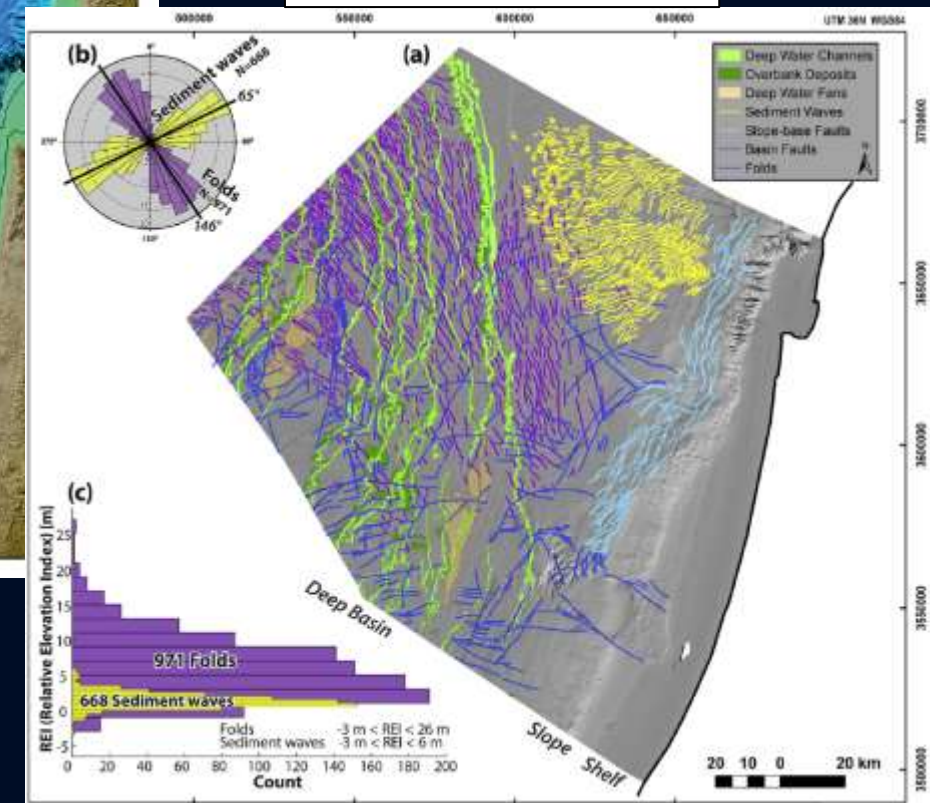 600000 650000 UTM 36N WGS84
(b)
Sediment waves
N=668
65°
Folds
N=971
146°
(a)
Deep Water Channels
Overbank Deposits
Deep Water Fans
Sediment Waves
Slope-base Faults
Basin Faults
Folds
N
3650000
3600000
3550000
3500000
(c)
REI (Relative Elevation Index) [m]
25
20
15
10
5
0
-5
971 Folds
668 Sediment waves
Folds -3 m < REI < 26 m
Sediment waves -3 m < REI < 6 m
0 20 40 60 80 100 120 140 160 180 200
Count
Deep Basin
Slope
Shelf
20 10 0 20 km